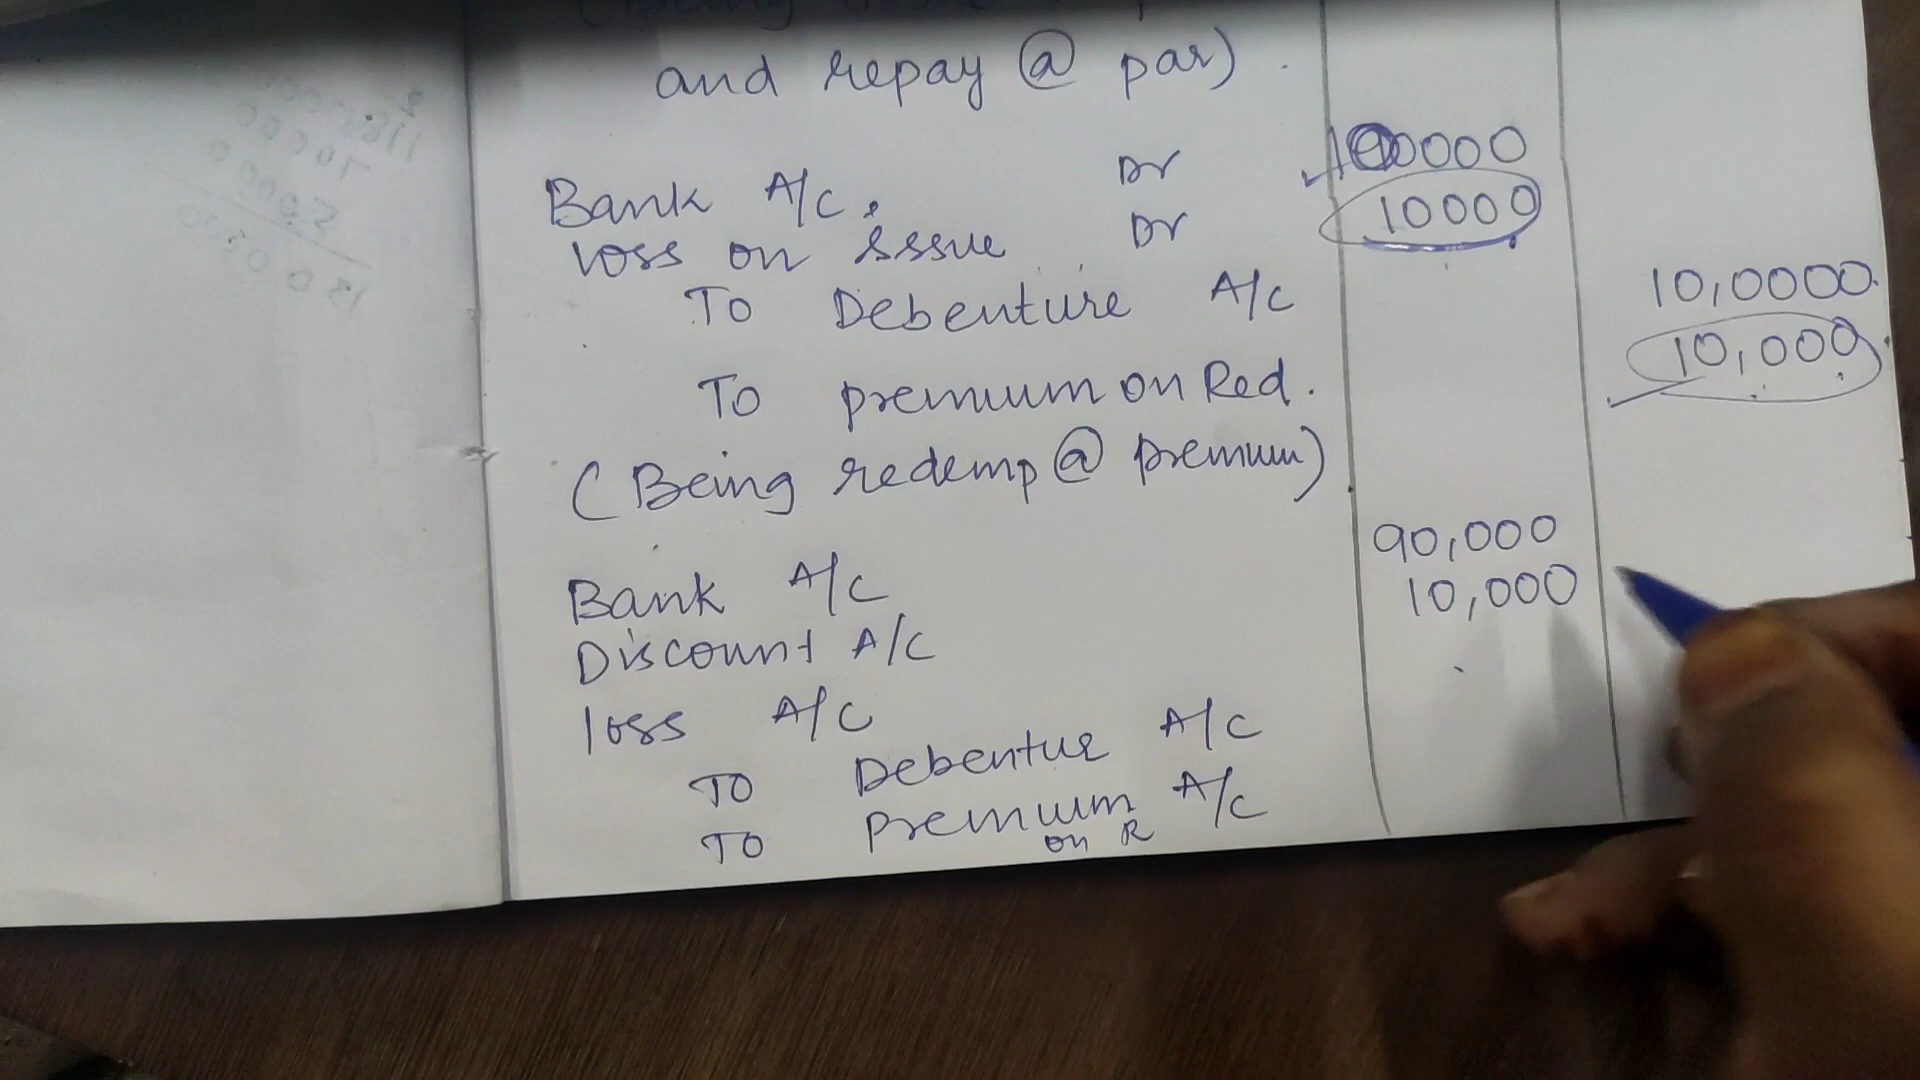 and repay @ par)
Bank A/C. Dr 100000
loss on issue Dr 10000
To Debenture A/C 10,0000
To premium on Red. 10,000
(Being redemp @ premium)
Bank A/C 90,000
Discount A/C 10,000
loss A/C
To Debentue A/C
To premium A/C
on R